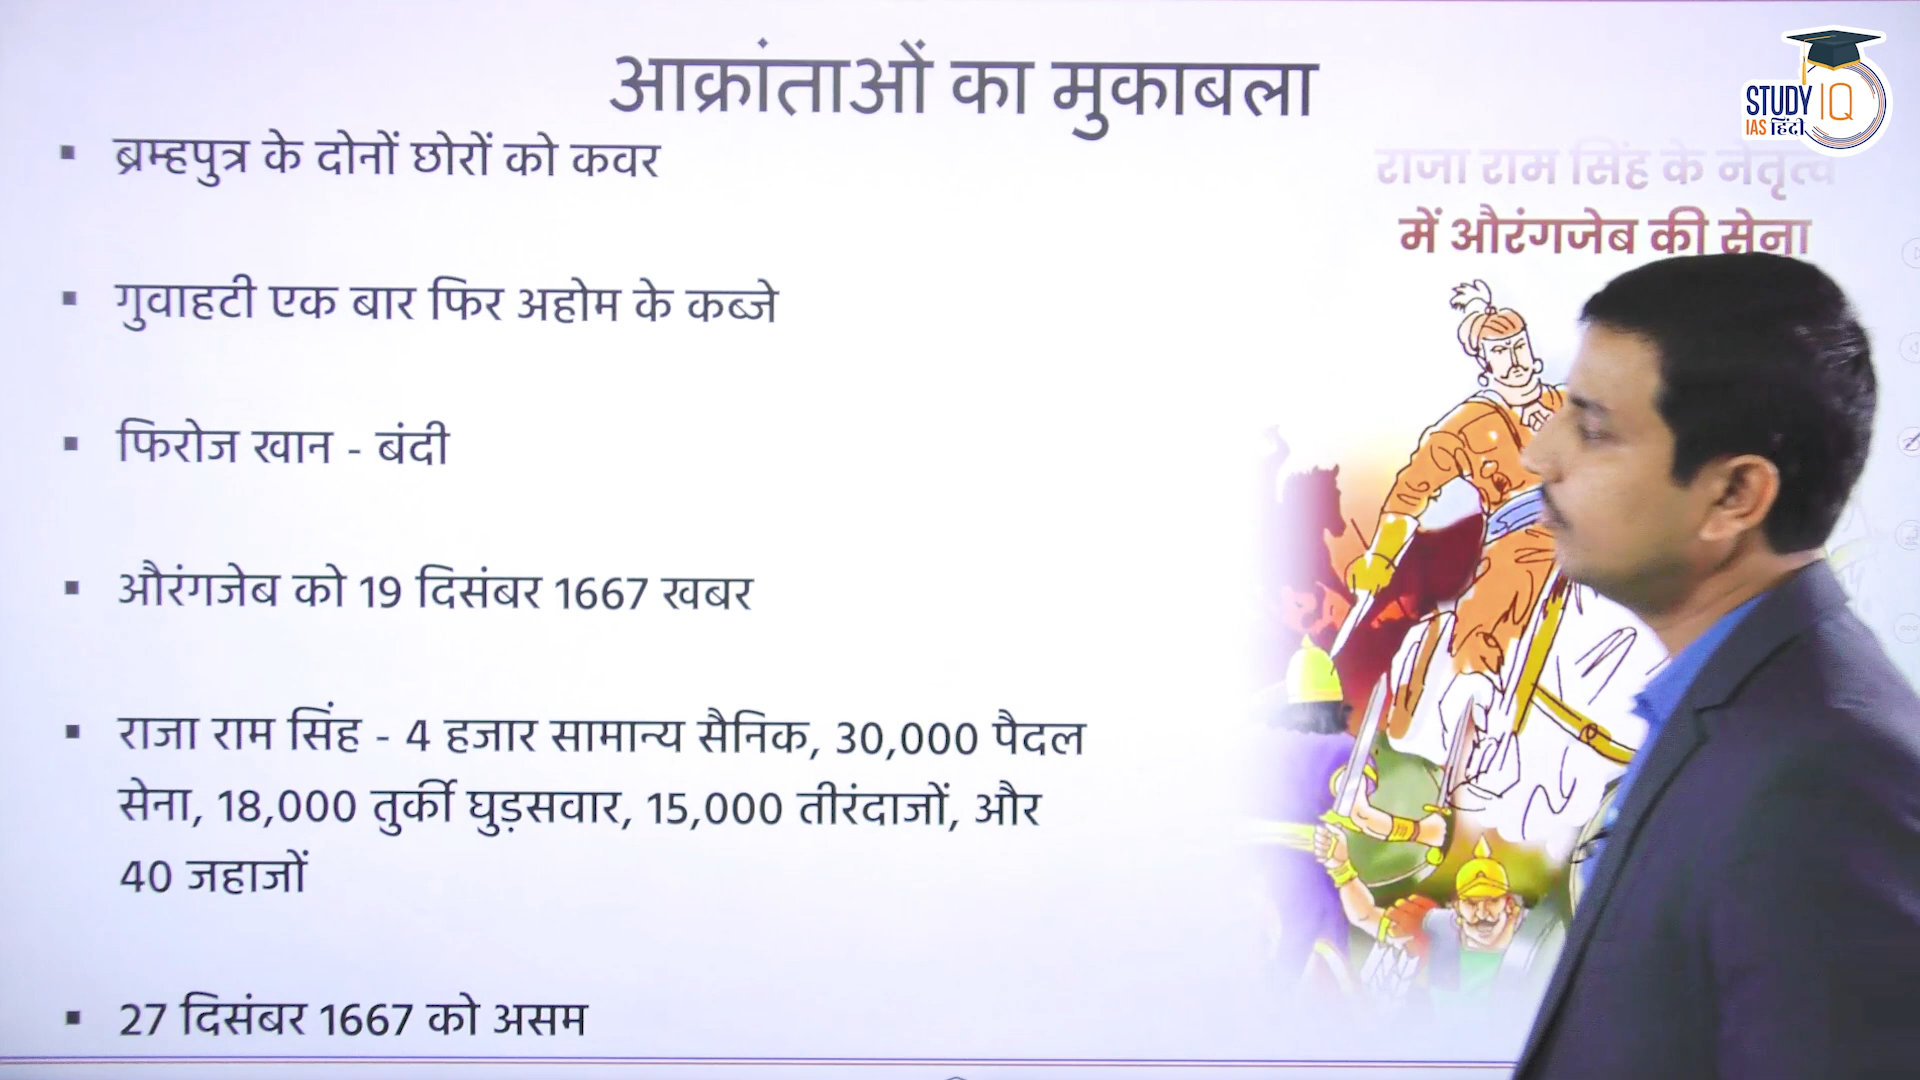 आक्रांताओं का मुकाबला
STUDY IQ
IAS हिंदी
▪ ब्रम्हपुत्र के दोनों छोरों को कवर
राजा राम सिंह के नेतृत्व
में औरंगजेब की सेना
▪ गुवाहटी एक बार फिर अहोम के कब्जे
▪ फिरोज खान - बंदी
▪ औरंगजेब को 19 दिसंबर 1667 खबर
▪ राजा राम सिंह - 4 हजार सामान्य सैनिक, 30,000 पैदल
सेना, 18,000 तुर्की घुड़सवार, 15,000 तीरंदाजों, और
40 जहाजों
▪ 27 दिसंबर 1667 को असम